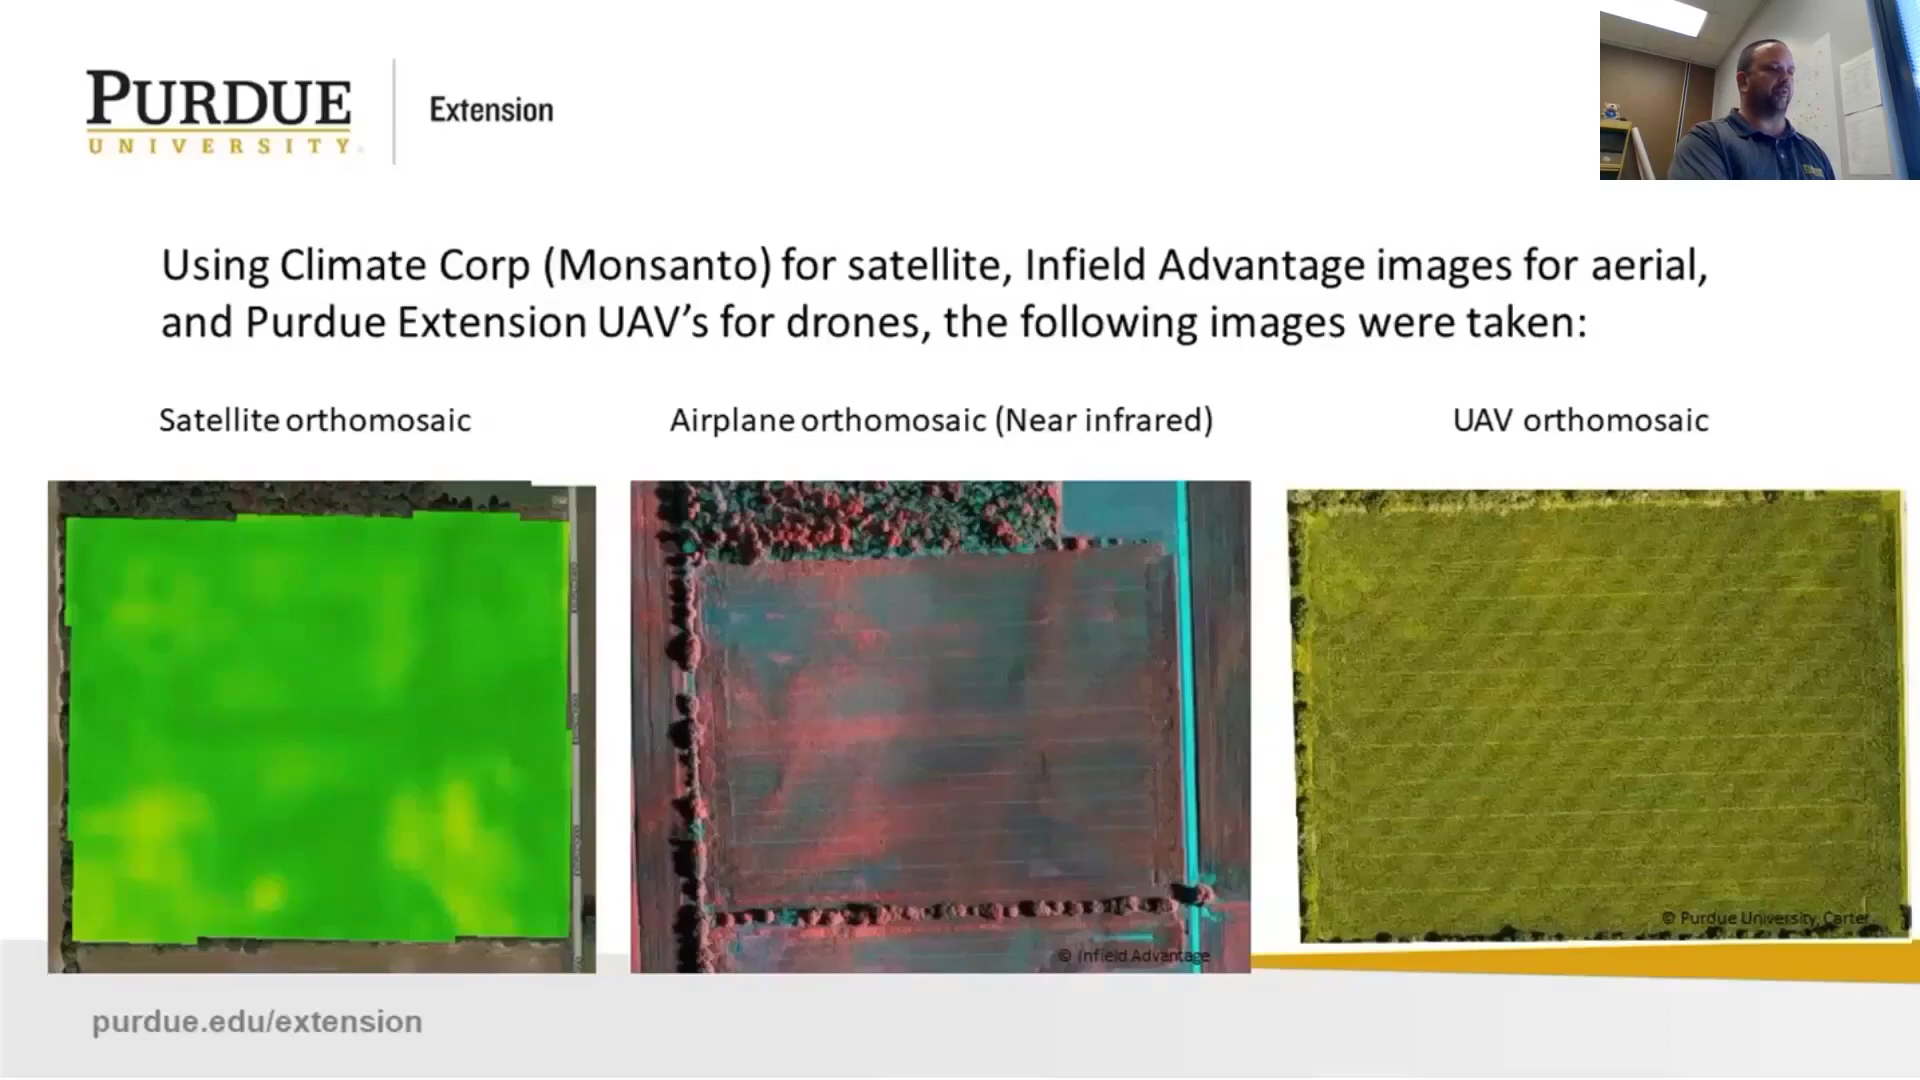 PURDUE
UNIVERSITY
Extension
Using Climate Corp (Monsanto) for satellite, Infield Advantage images for aerial,
and Purdue Extension UAV’s for drones, the following images were taken:
Satellite orthomosaic
Airplane orthomosaic (Near infrared)
UAV orthomosaic
© Infield Advantage
© Purdue University, Carter
purdue.edu/extension